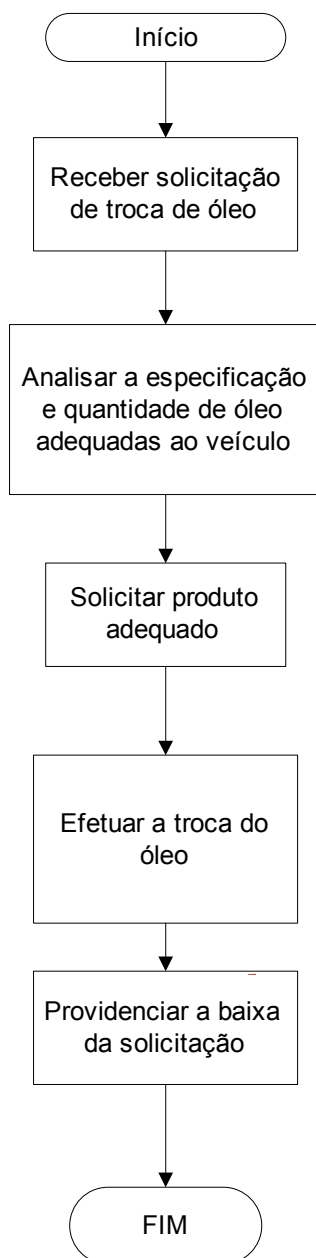 Início
Receber solicitação
de troca de óleo
Analisar a especificação
e quantidade de óleo
adequadas ao veículo
Solicitar produto
adequado
Efetuar a troca do
óleo
Providenciar a baixa
da solicitação
FIM